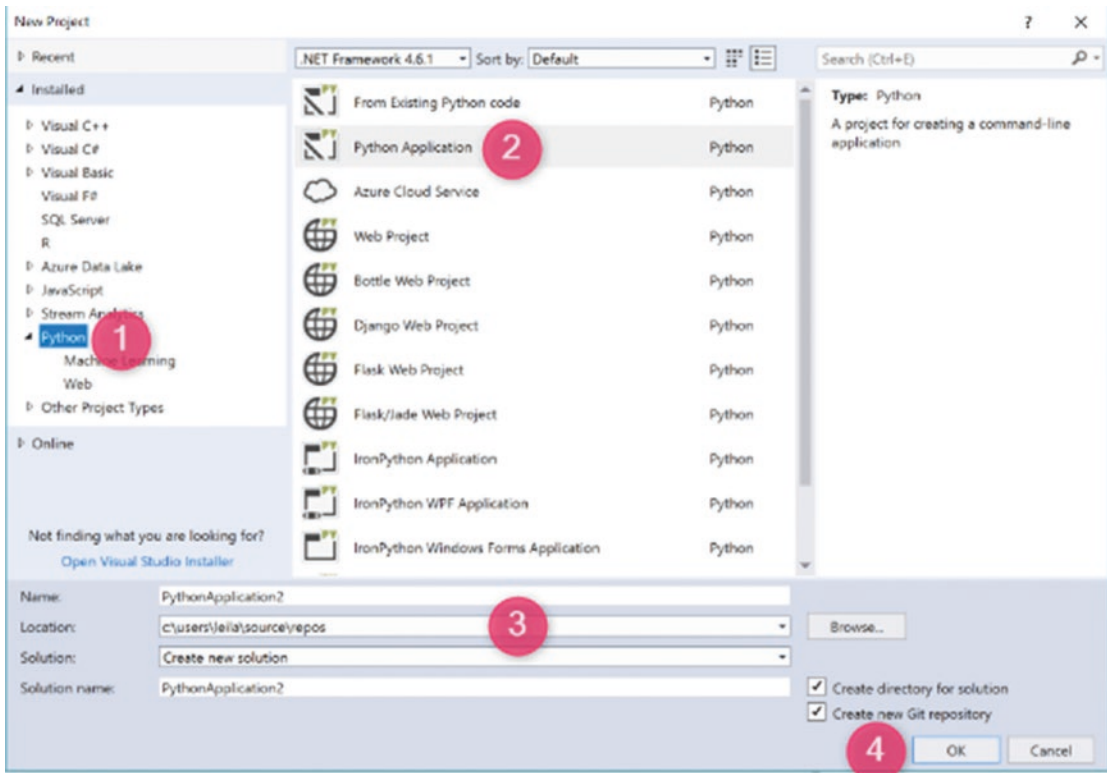 New Project
? ×
Recent
.NET Framework 4.6.1 Sort by: Default
Search (Ctrl+E)
Installed
Visual C++
Visual C#
Visual Basic
Visual F#
SQL Server
R
Azure Data Lake
JavaScript
Stream Analytics
Python 1
Machine Learning
Web
Other Project Types
Online
Not finding what you are looking for?
Open Visual Studio Installer
From Existing Python code Python
Python Application 2 Python
Azure Cloud Service Python
Web Project Python
Bottle Web Project Python
Django Web Project Python
Flask Web Project Python
Flask/Jade Web Project Python
IronPython Application Python
IronPython WPF Application Python
IronPython Windows Forms Application Python
Type: Python
A project for creating a command-line
application
Name: PythonApplication2
Location: c:\users\leila\source\repos 3 Browse...
Solution: Create new solution
Solution name: PythonApplication2
Create directory for solution
Create new Git repository
4 OK Cancel